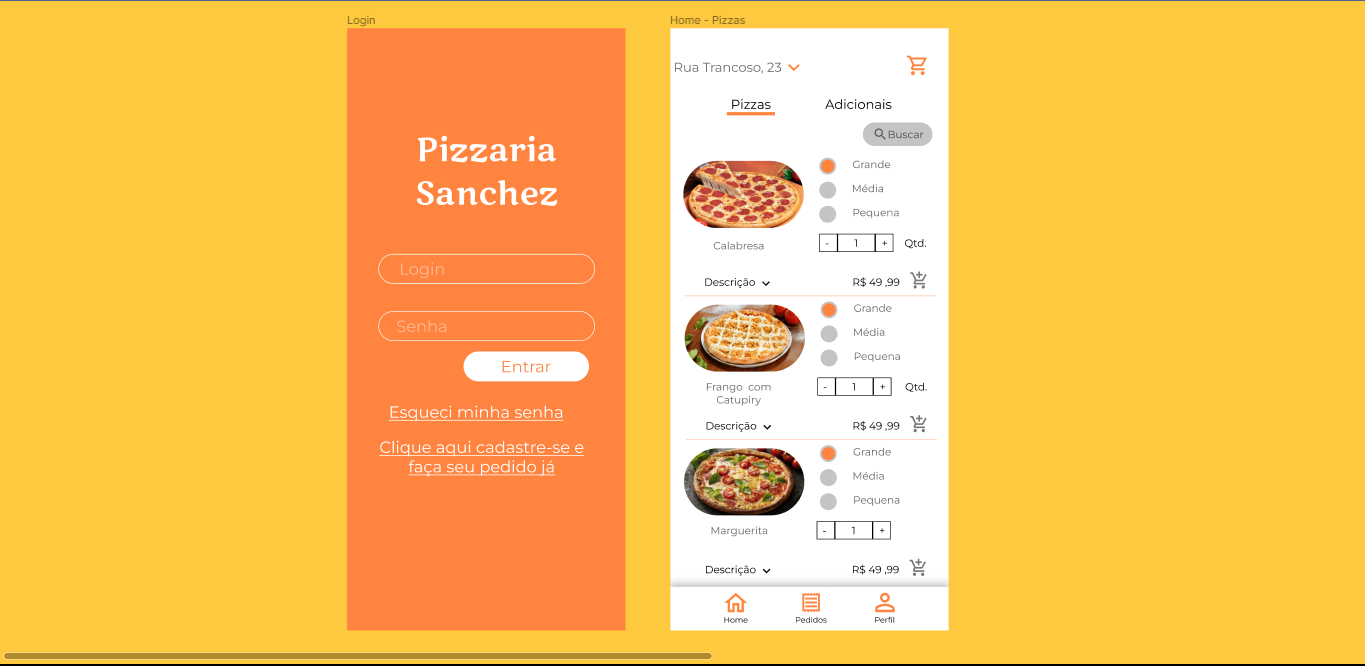 Login
Pizzaria
Sanchez
Login
Senha
Entrar
Esqueci minha senha
Clique aqui cadastre-se e
faça seu pedido já
Home - Pizzas
Rua Trancoso, 23
Pizzas Adicionais
Buscar
Grande
Média
Pequena
Calabresa
- 1 + Qtd.
Descrição R$ 49 ,99
Grande
Média
Pequena
Frango com
Catupiry
- 1 + Qtd.
Descrição R$ 49 ,99
Grande
Média
Pequena
Marguerita
- 1 +
Descrição R$ 49 ,99
Home Pedidos Perfil